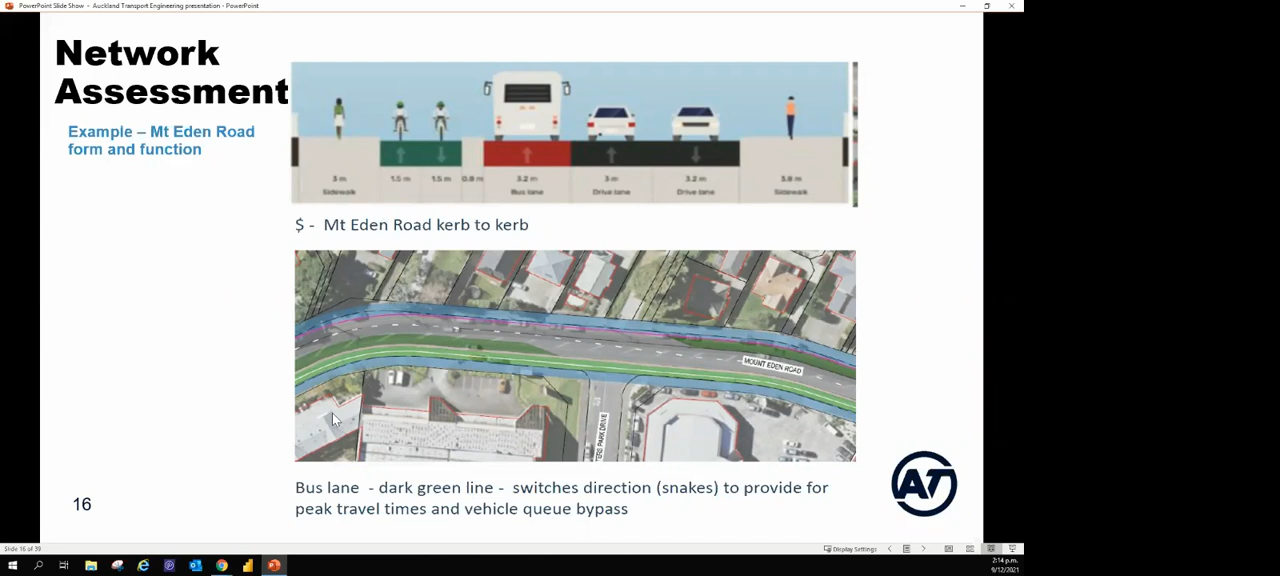 PowerPoint Slide Show - Auckland Transport Engineering presentation - PowerPoint
Network
Assessment
Example – Mt Eden Road
form and function
3 m
1.5 m
1.5 m
0.8 m
3.2 m
3 m
3.2 m
3.8 m
Sidewalk
Bus lane
Drive lane
Drive lane
Sidewalk
$ - Mt Eden Road kerb to kerb
MOUNT EDEN ROAD
PARK DRIVE
Bus lane - dark green line - switches direction (snakes) to provide for
peak travel times and vehicle queue bypass
16
AT
Slide 16 of 39
Display Settings
2:14 p.m.
9/12/2021